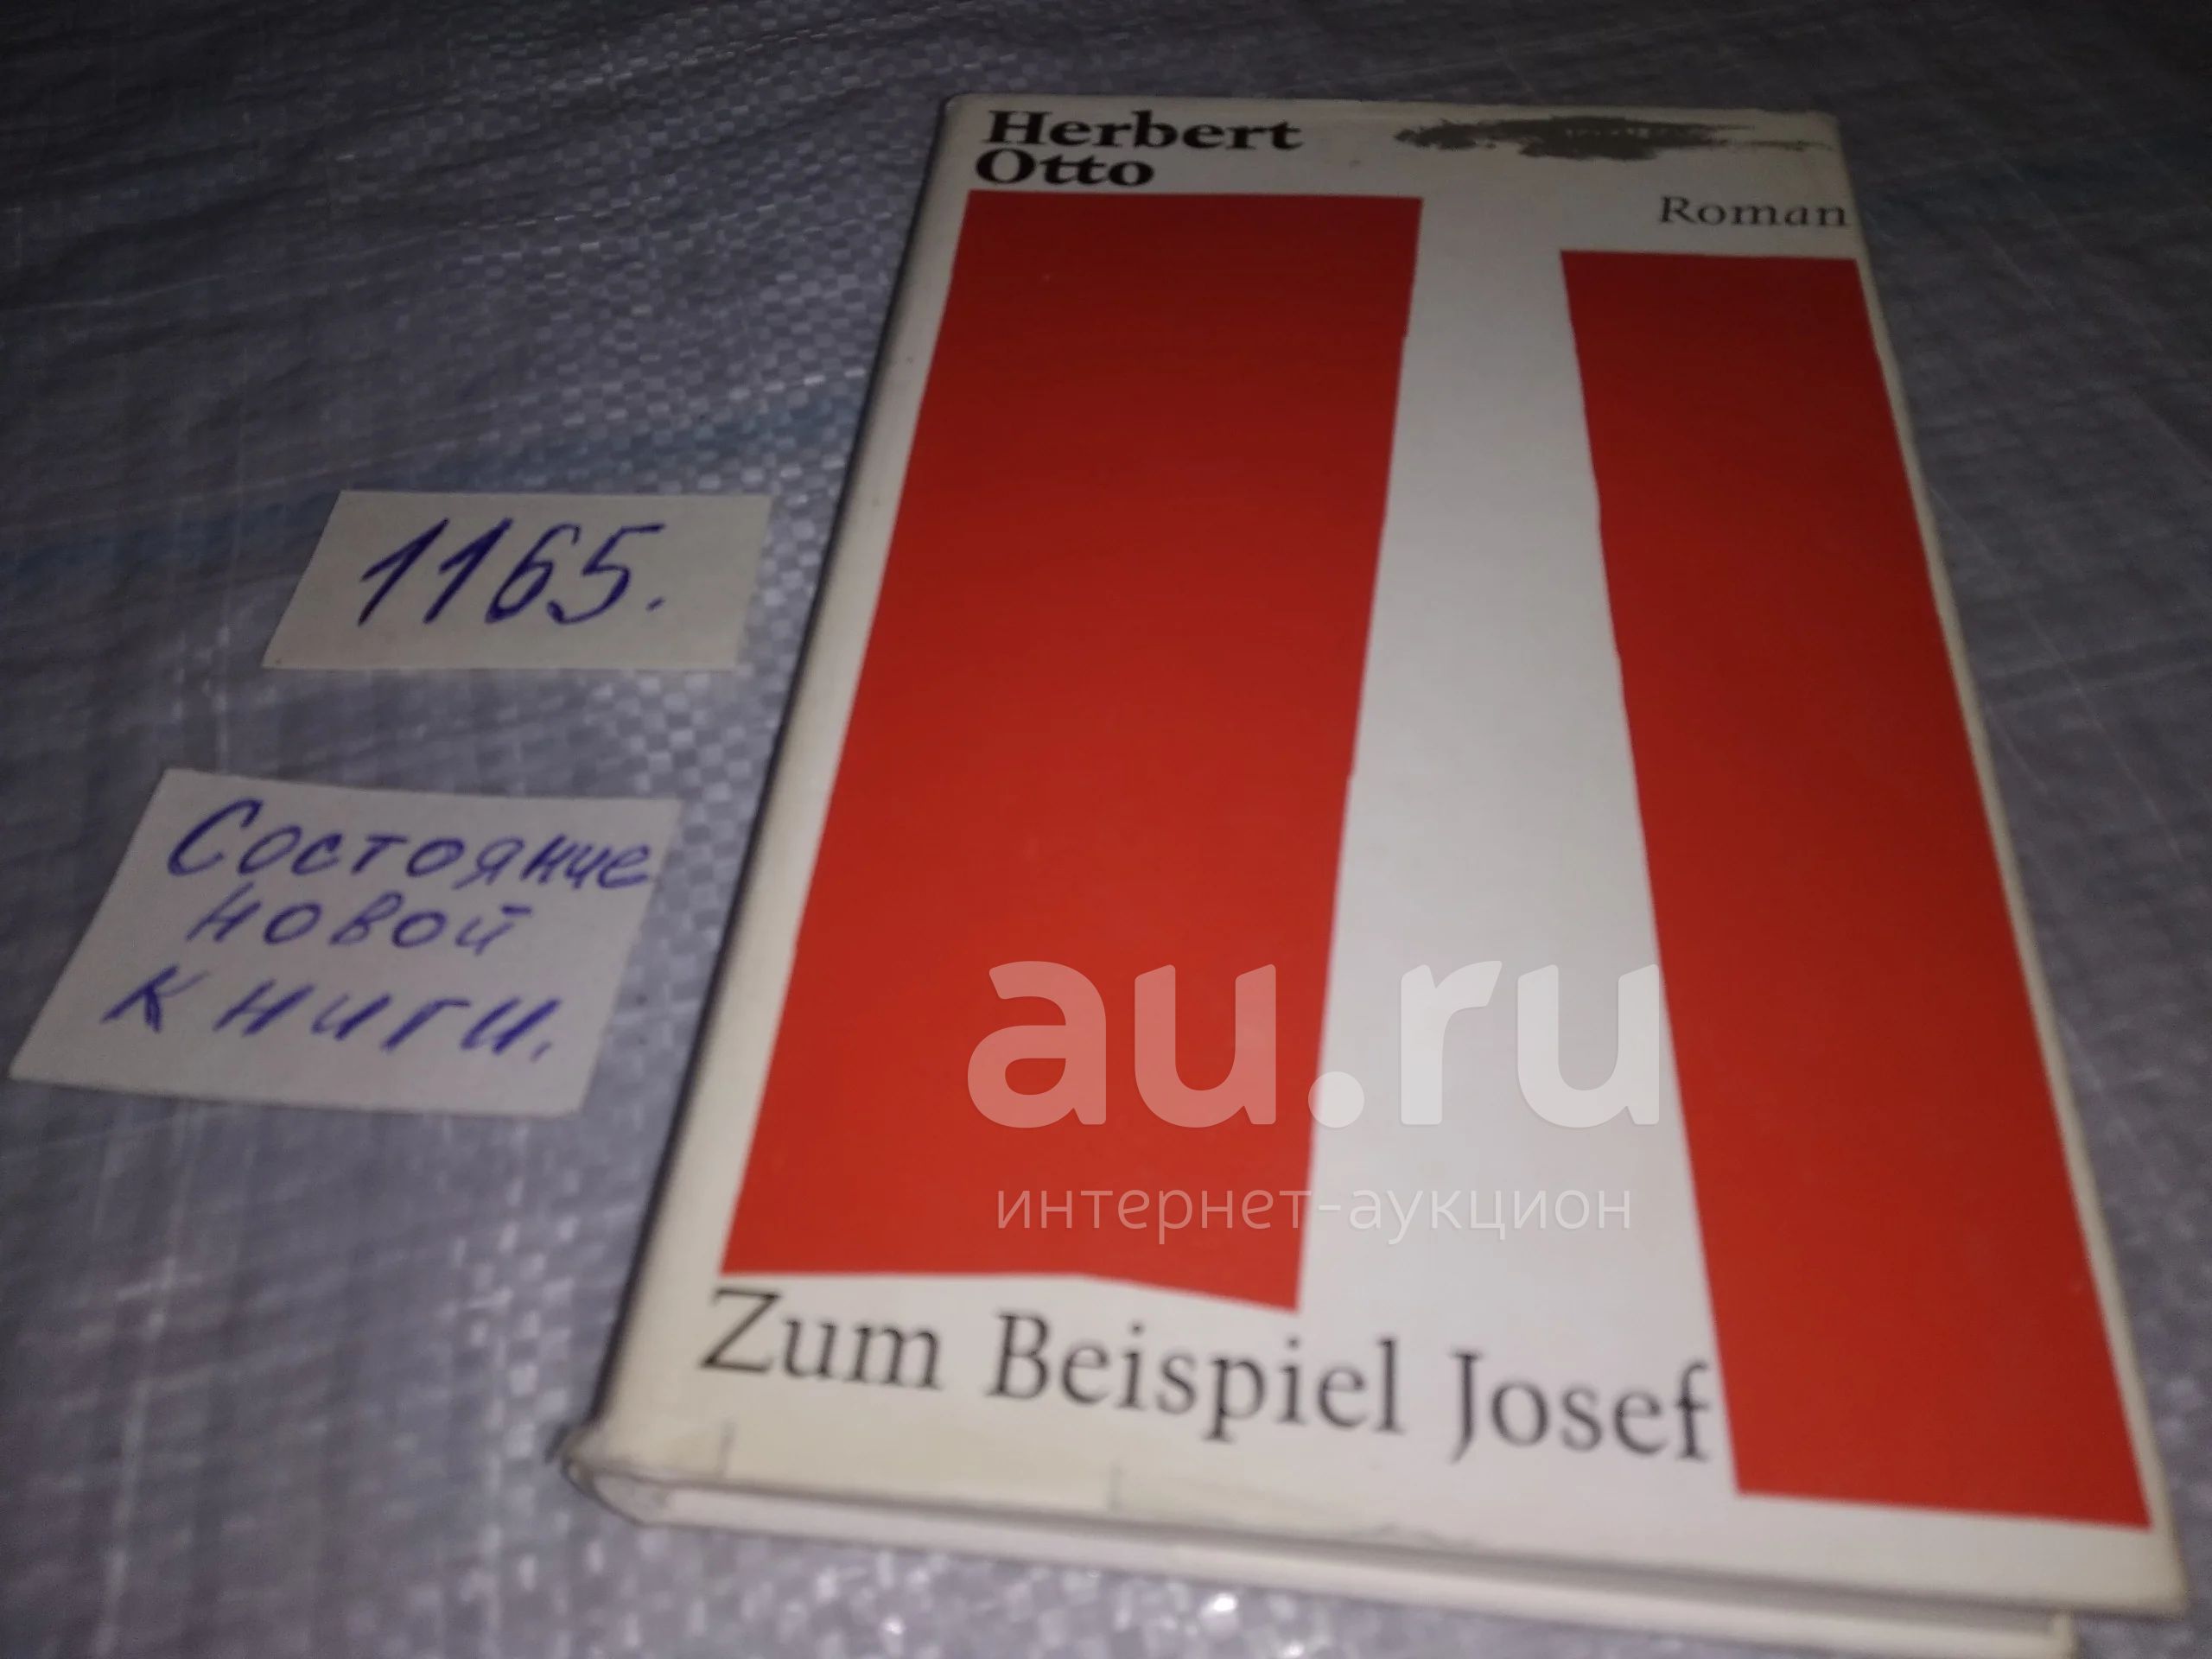 Herbert
Otto
Roman
1165.
Состояние
новой
книги.
au.ru
интернет-аукцион
Zum Beispiel Josef